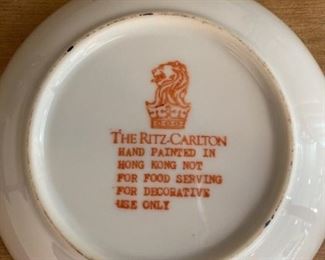 THE RITZ-CARLTON
HAND PAINTED IN
HONG KONG NOT
FOR FOOD SERVING
FOR DECORATIVE
USE ONLY